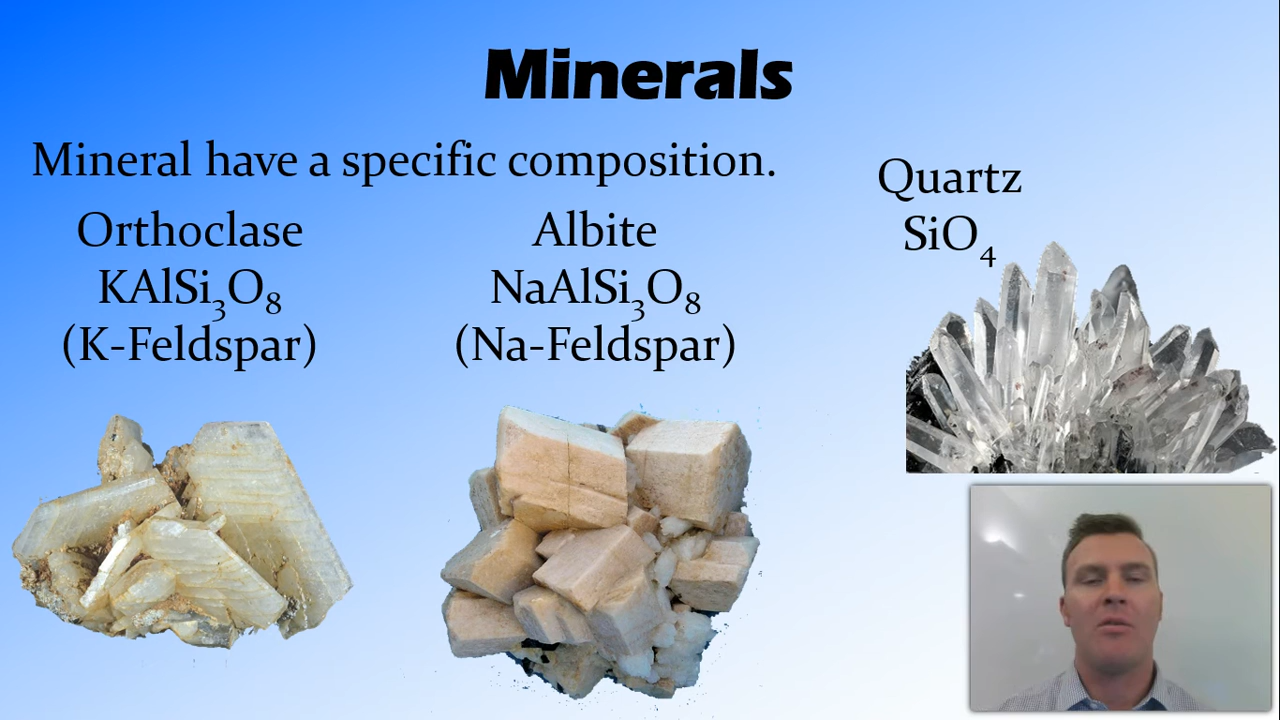 Minerals
Mineral have a specific composition.
Orthoclase
KAlSi₃O₈
(K-Feldspar)
Albite
NaAlSi₃O₈
(Na-Feldspar)
Quartz
SiO₄